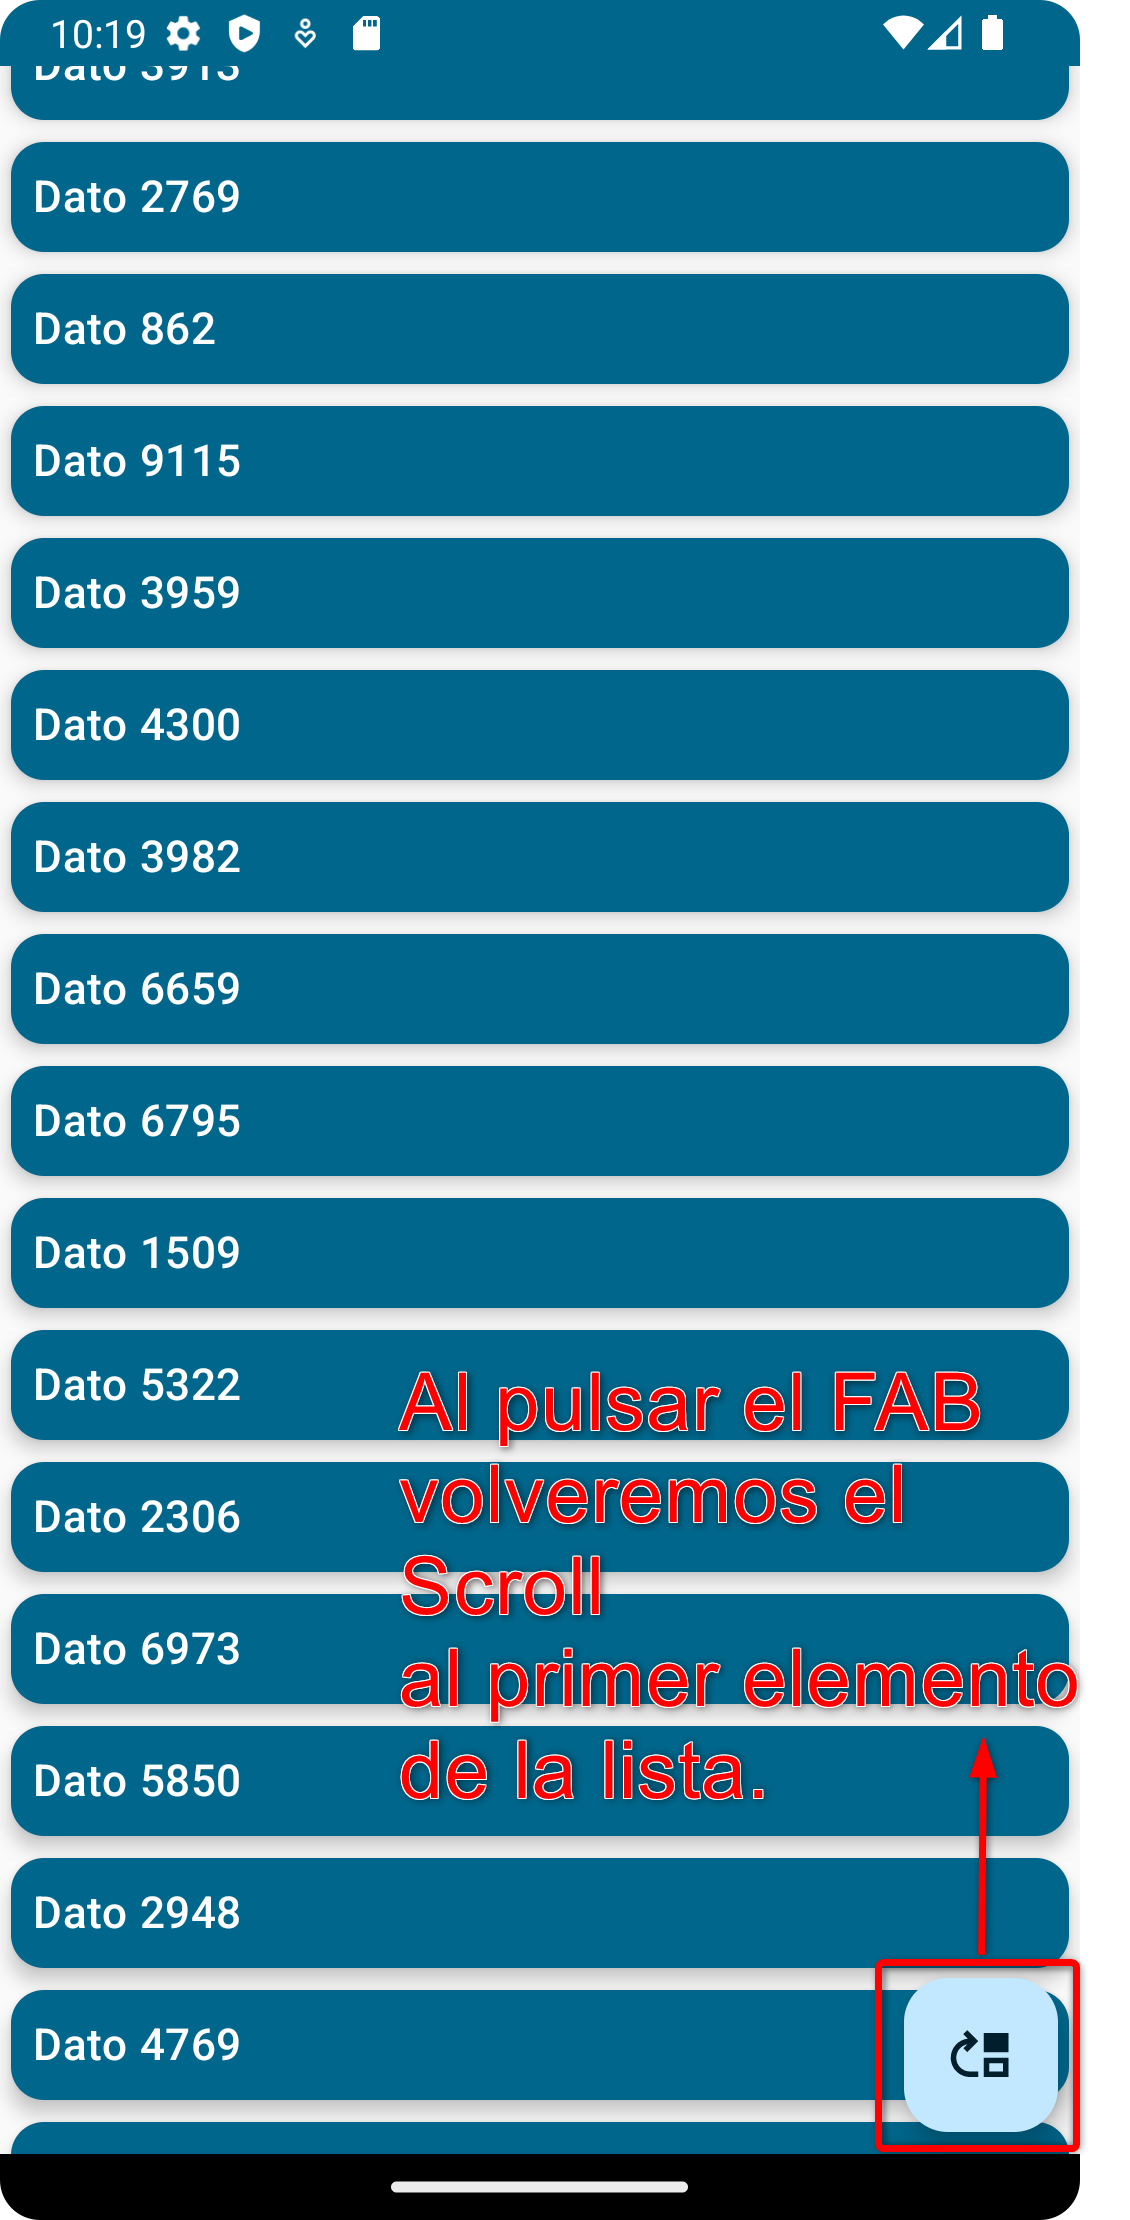 10:19
Dato 3913
Dato 2769
Dato 862
Dato 9115
Dato 3959
Dato 4300
Dato 3982
Dato 6659
Dato 6795
Dato 1509
Dato 5322
Dato 2306
Dato 6973
Dato 5850
Dato 2948
Dato 4769
Al pulsar el FAB
volveremos el
Scroll
al primer elemento
de la lista.